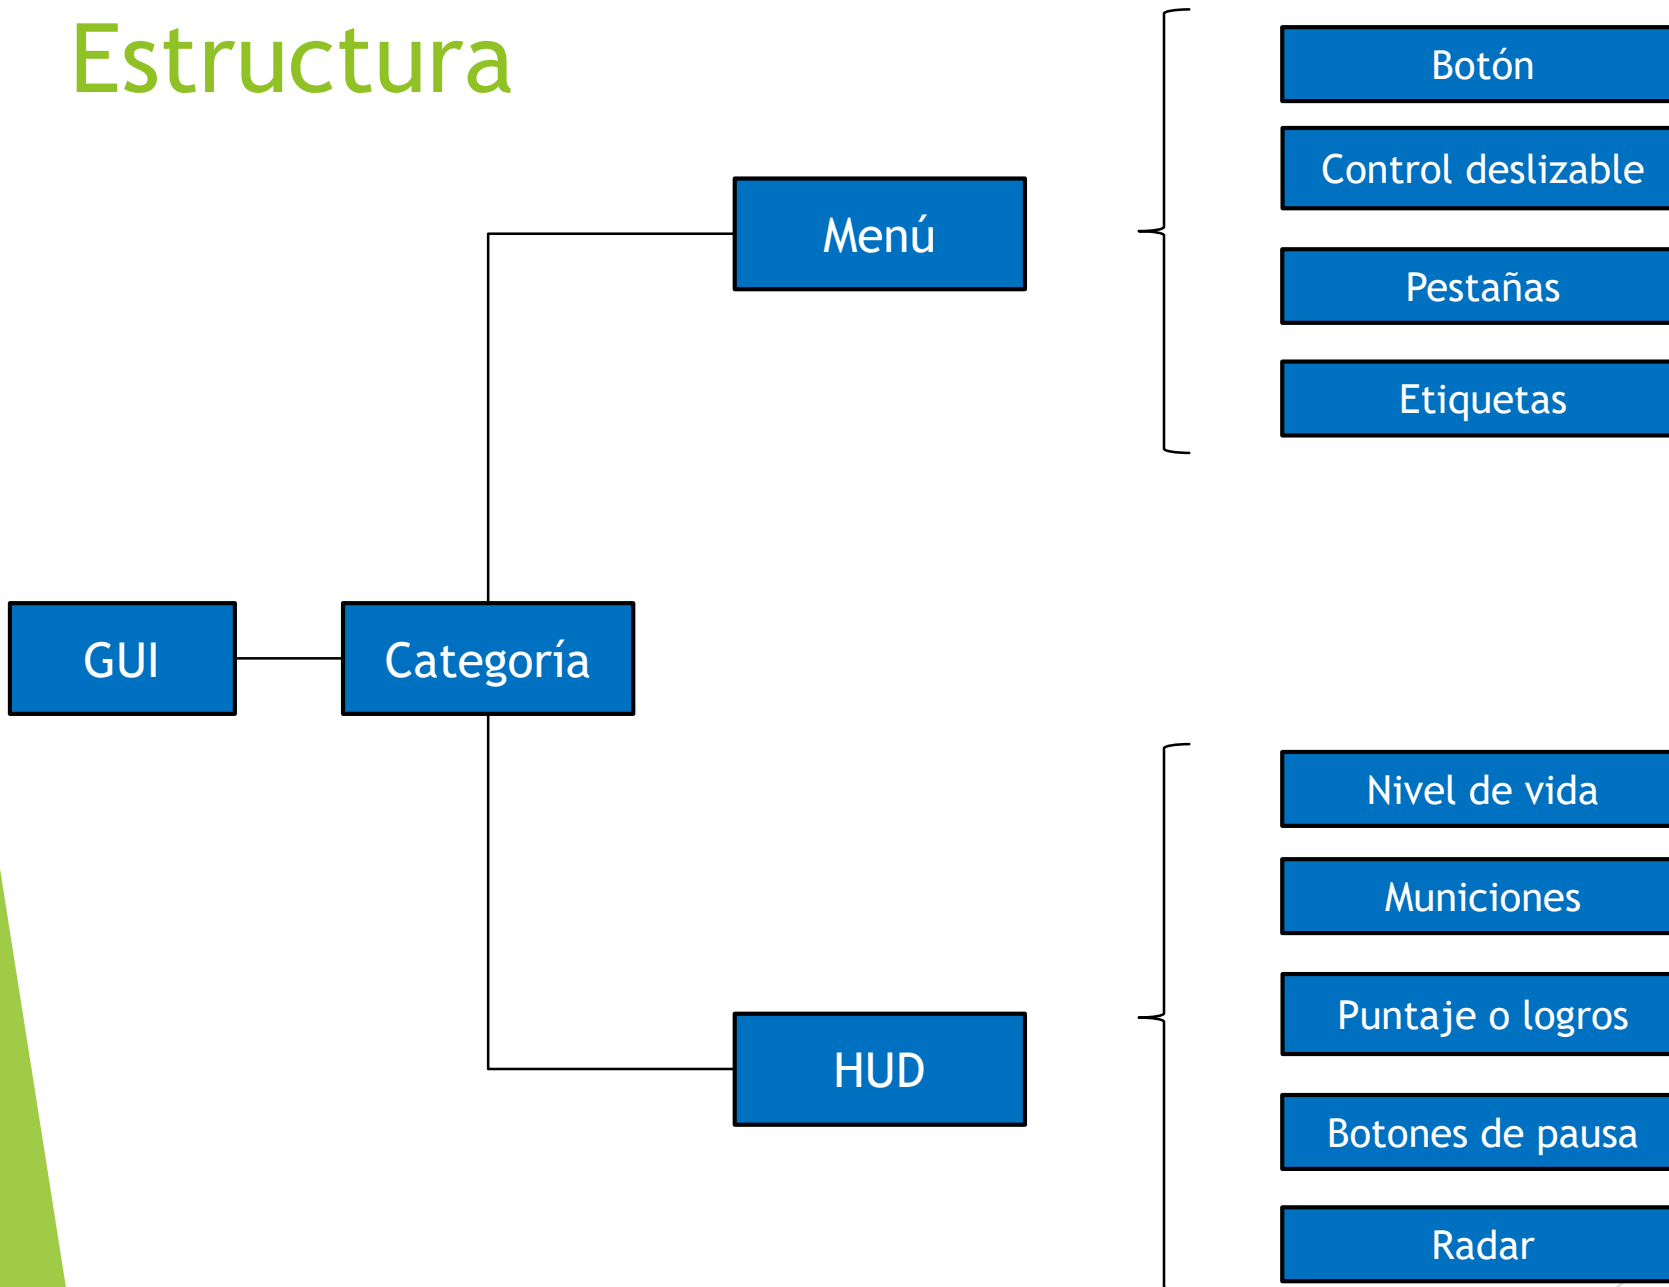 Estructura
Botón
Control deslizable
Menú
Pestañas
Etiquetas
GUI
Categoría
Nivel de vida
Municiones
Puntaje o logros
HUD
Botones de pausa
Radar